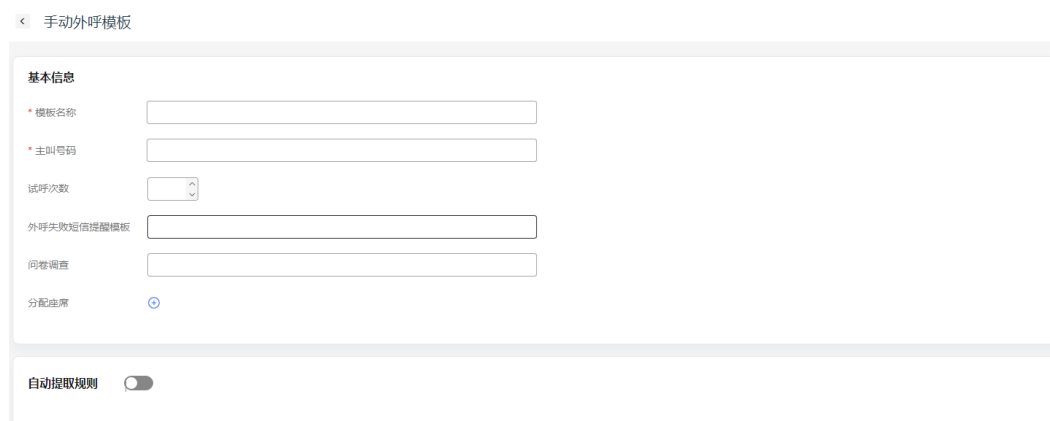 手动外呼模板
基本信息
* 模板名称
* 主叫号码
试呼次数
外呼失败短信提醒模板
问卷调查
分配座席
自动提取规则